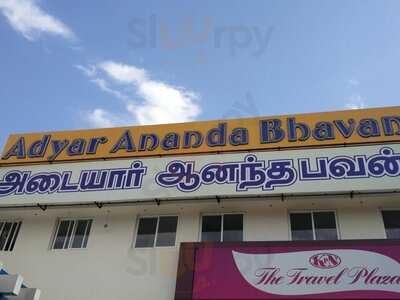 Adyar Ananda Bhavan
அடையார் ஆனந்த பவன்
The Travel Plaza